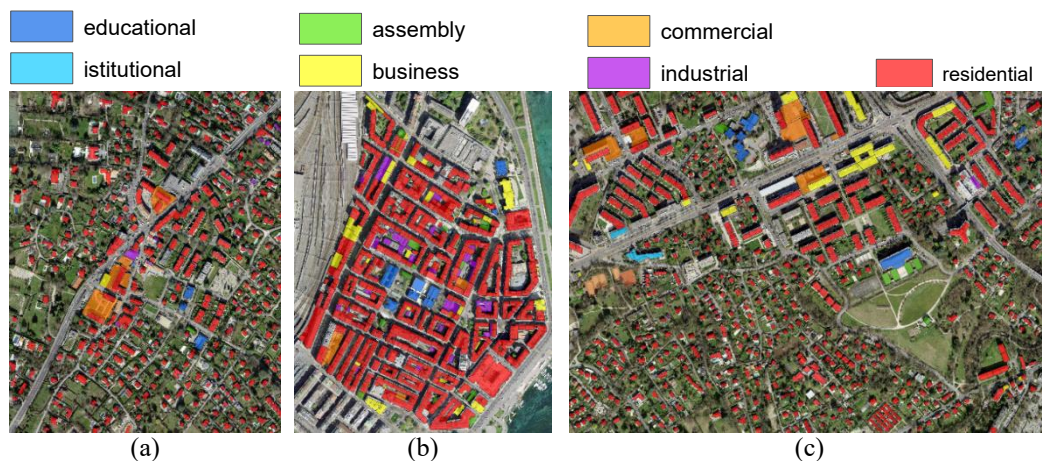 educational
assembly
commercial
istitutional
business
industrial
residential
(a)
(b)
(c)